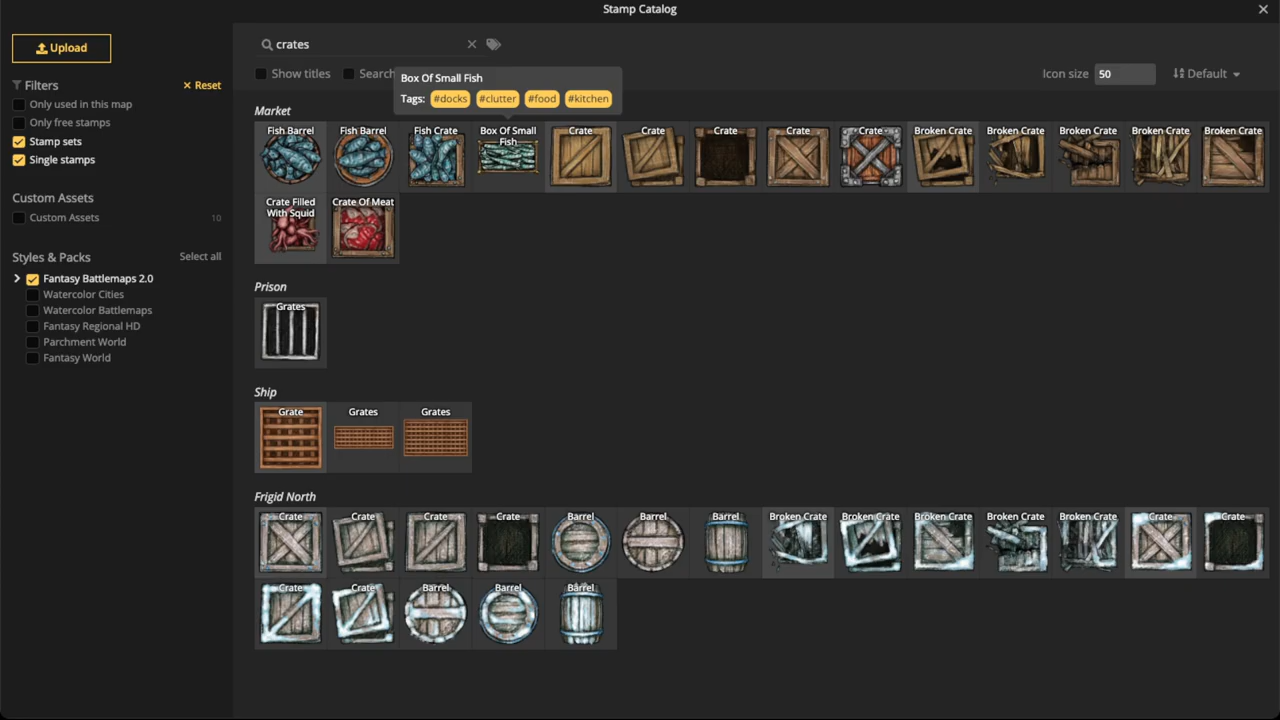 Stamp Catalog
Upload
Filters
Reset
Only used in this map
Only free stamps
Stamp sets
Single stamps
Custom Assets
Custom Assets 10
Styles & Packs Select all
Fantasy Battlemaps 2.0
Watercolor Cities
Watercolor Battlemaps
Fantasy Regional HD
Parchment World
Fantasy World
crates
Show titles Search
Icon size 50 Default
Box Of Small Fish
Tags: #docks #clutter #food #kitchen
Market
Fish Barrel Fish Barrel Fish Crate Box Of Small Fish Crate Crate Crate Crate Crate Broken Crate Broken Crate Broken Crate Broken Crate Broken Crate
Crate Filled With Squid Crate Of Meat
Prison
Grates
Ship
Grate Grates Grates
Frigid North
Crate Crate Crate Crate Barrel Barrel Barrel Broken Crate Broken Crate Broken Crate Broken Crate Broken Crate Crate Crate
Crate Crate Barrel Barrel Barrel